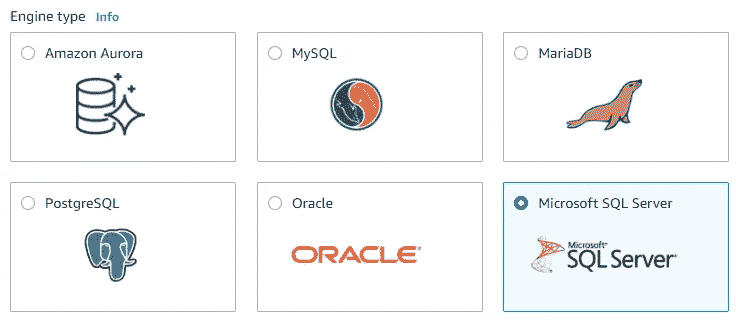 Engine type Info
Amazon Aurora
MySQL
MariaDB
PostgreSQL
Oracle
Microsoft SQL Server
ORACLE
Microsoft
SQL Server